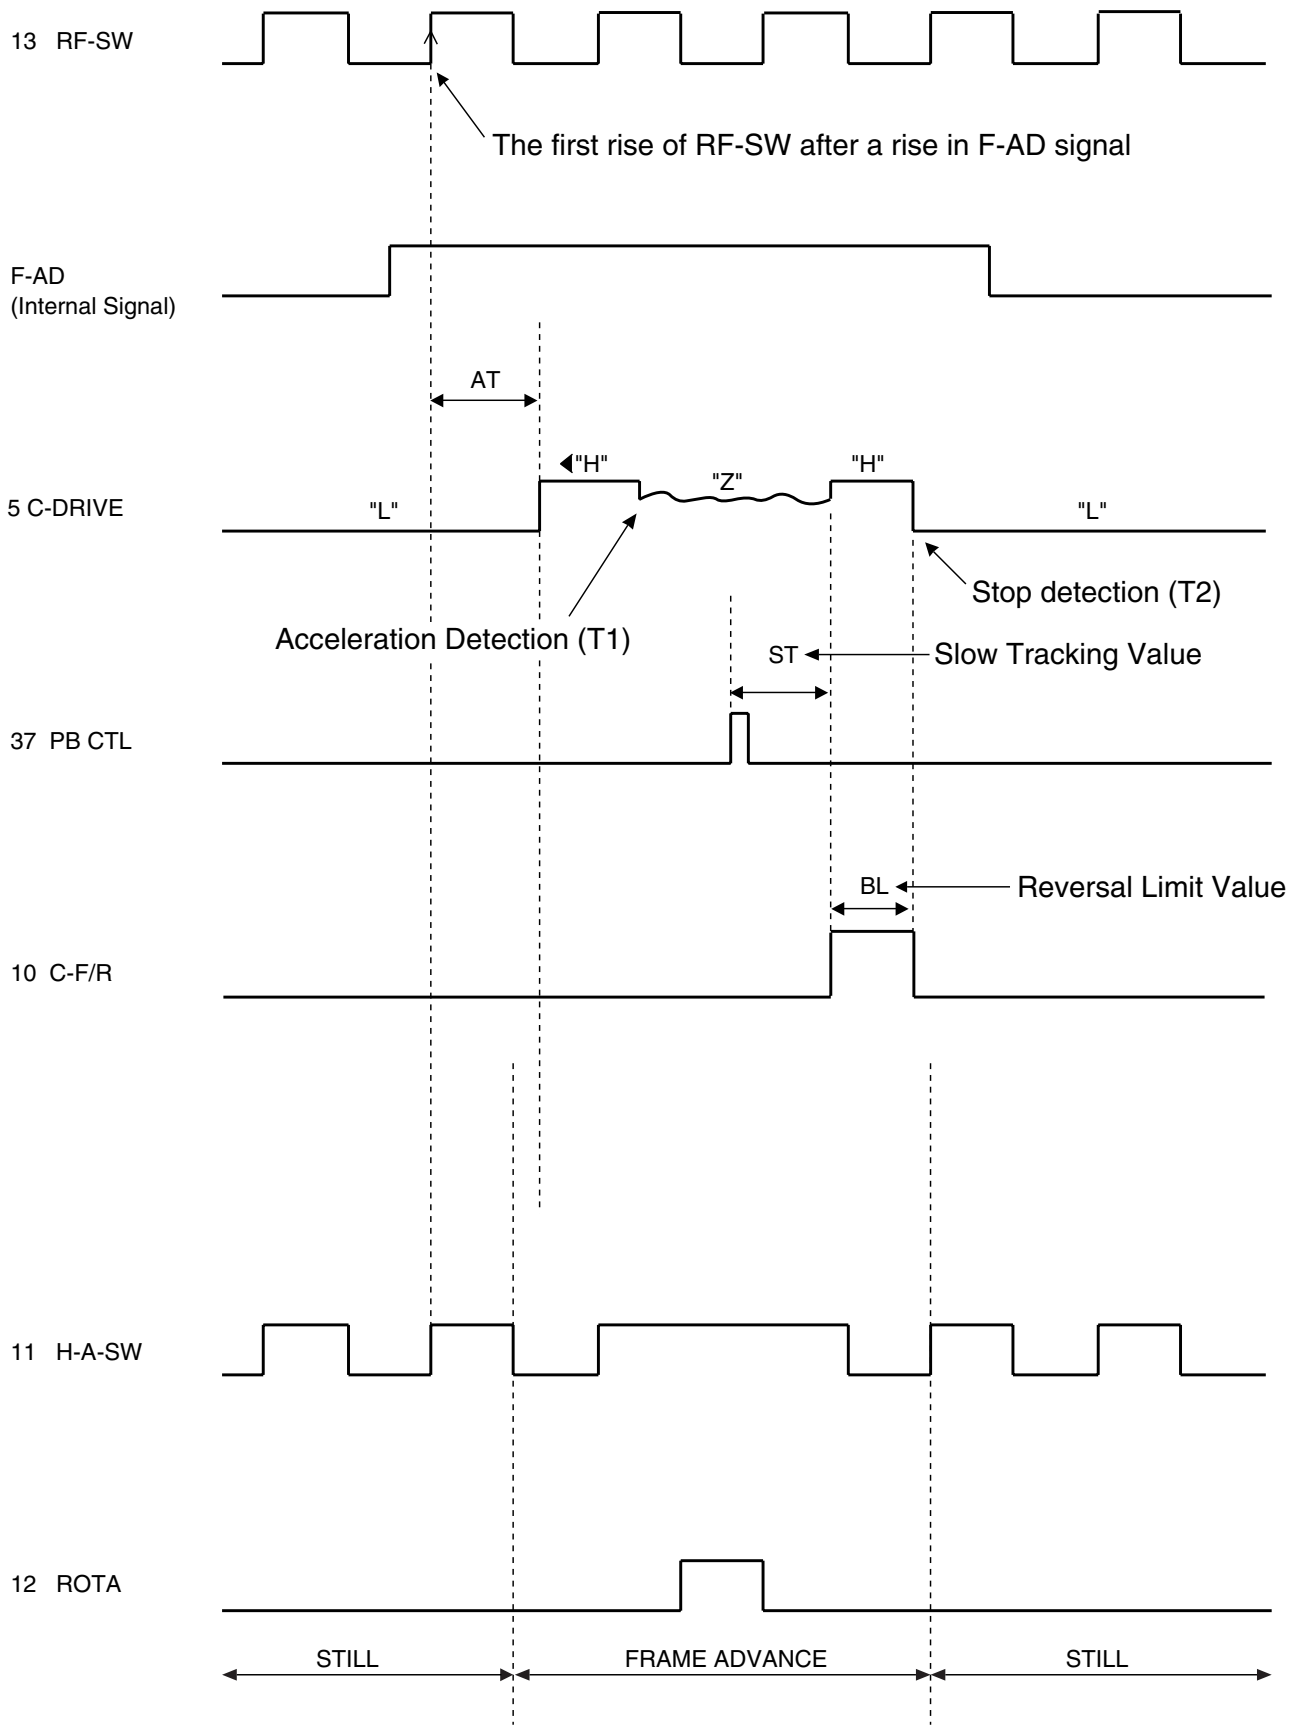 13 RF-SW
The first rise of RF-SW after a rise in F-AD signal
F-AD
(Internal Signal)
AT
"H"
"Z"
"H"
5 C-DRIVE
"L"
"L"
Stop detection (T2)
Acceleration Detection (T1)
ST
Slow Tracking Value
37 PB CTL
BL
Reversal Limit Value
10 C-F/R
11 H-A-SW
12 ROTA
STILL
FRAME ADVANCE
STILL